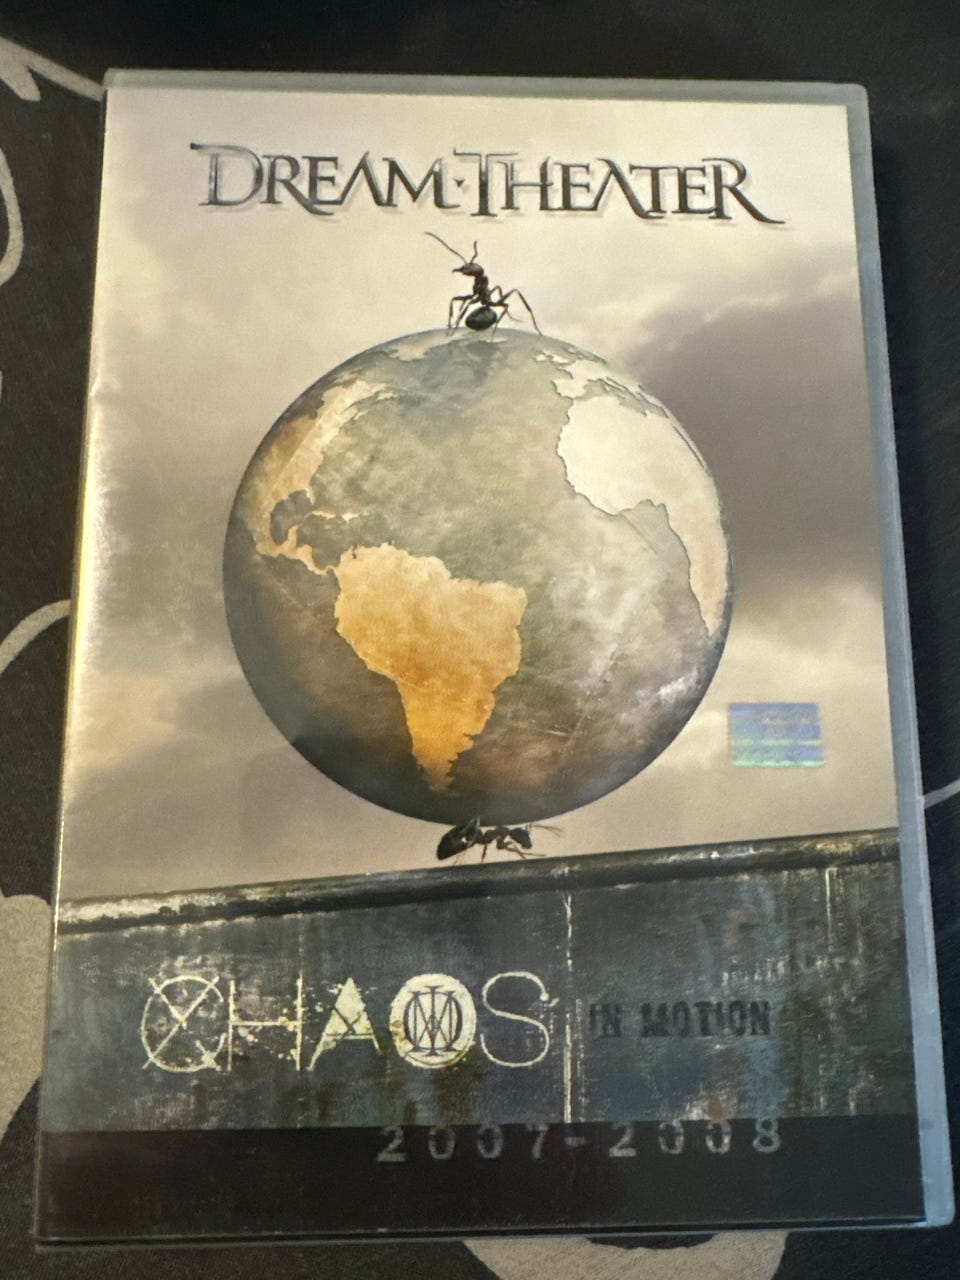 DREAM·THEATER
CHAOS IN MOTION
2007-2008